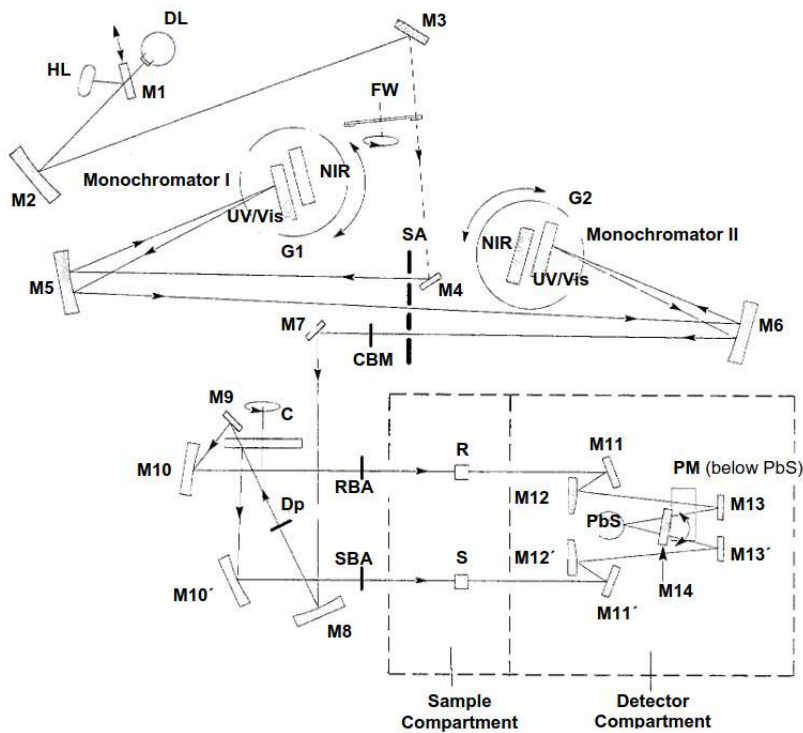 DL
M3
HL
M1
FW
M2
Monochromator I
NIR
UV/Vis
G1
G2
SA
NIR
Monochromator II
UV/Vis
M5
M4
M7
M6
CBM
M9
C
M10
R
M11
PM (below PbS)
RBA
M12
M13
Dp
PbS
SBA
S
M12´
M13´
M10´
M8
M11´
M14
Sample
Compartment
Detector
Compartment